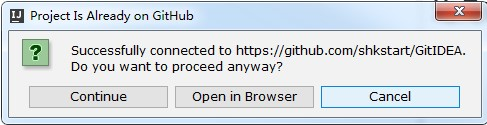 Project Is Already on GitHub
Successfully connected to https://github.com/shkstart/GitIDEA.
Do you want to proceed anyway?
Continue Open in Browser Cancel